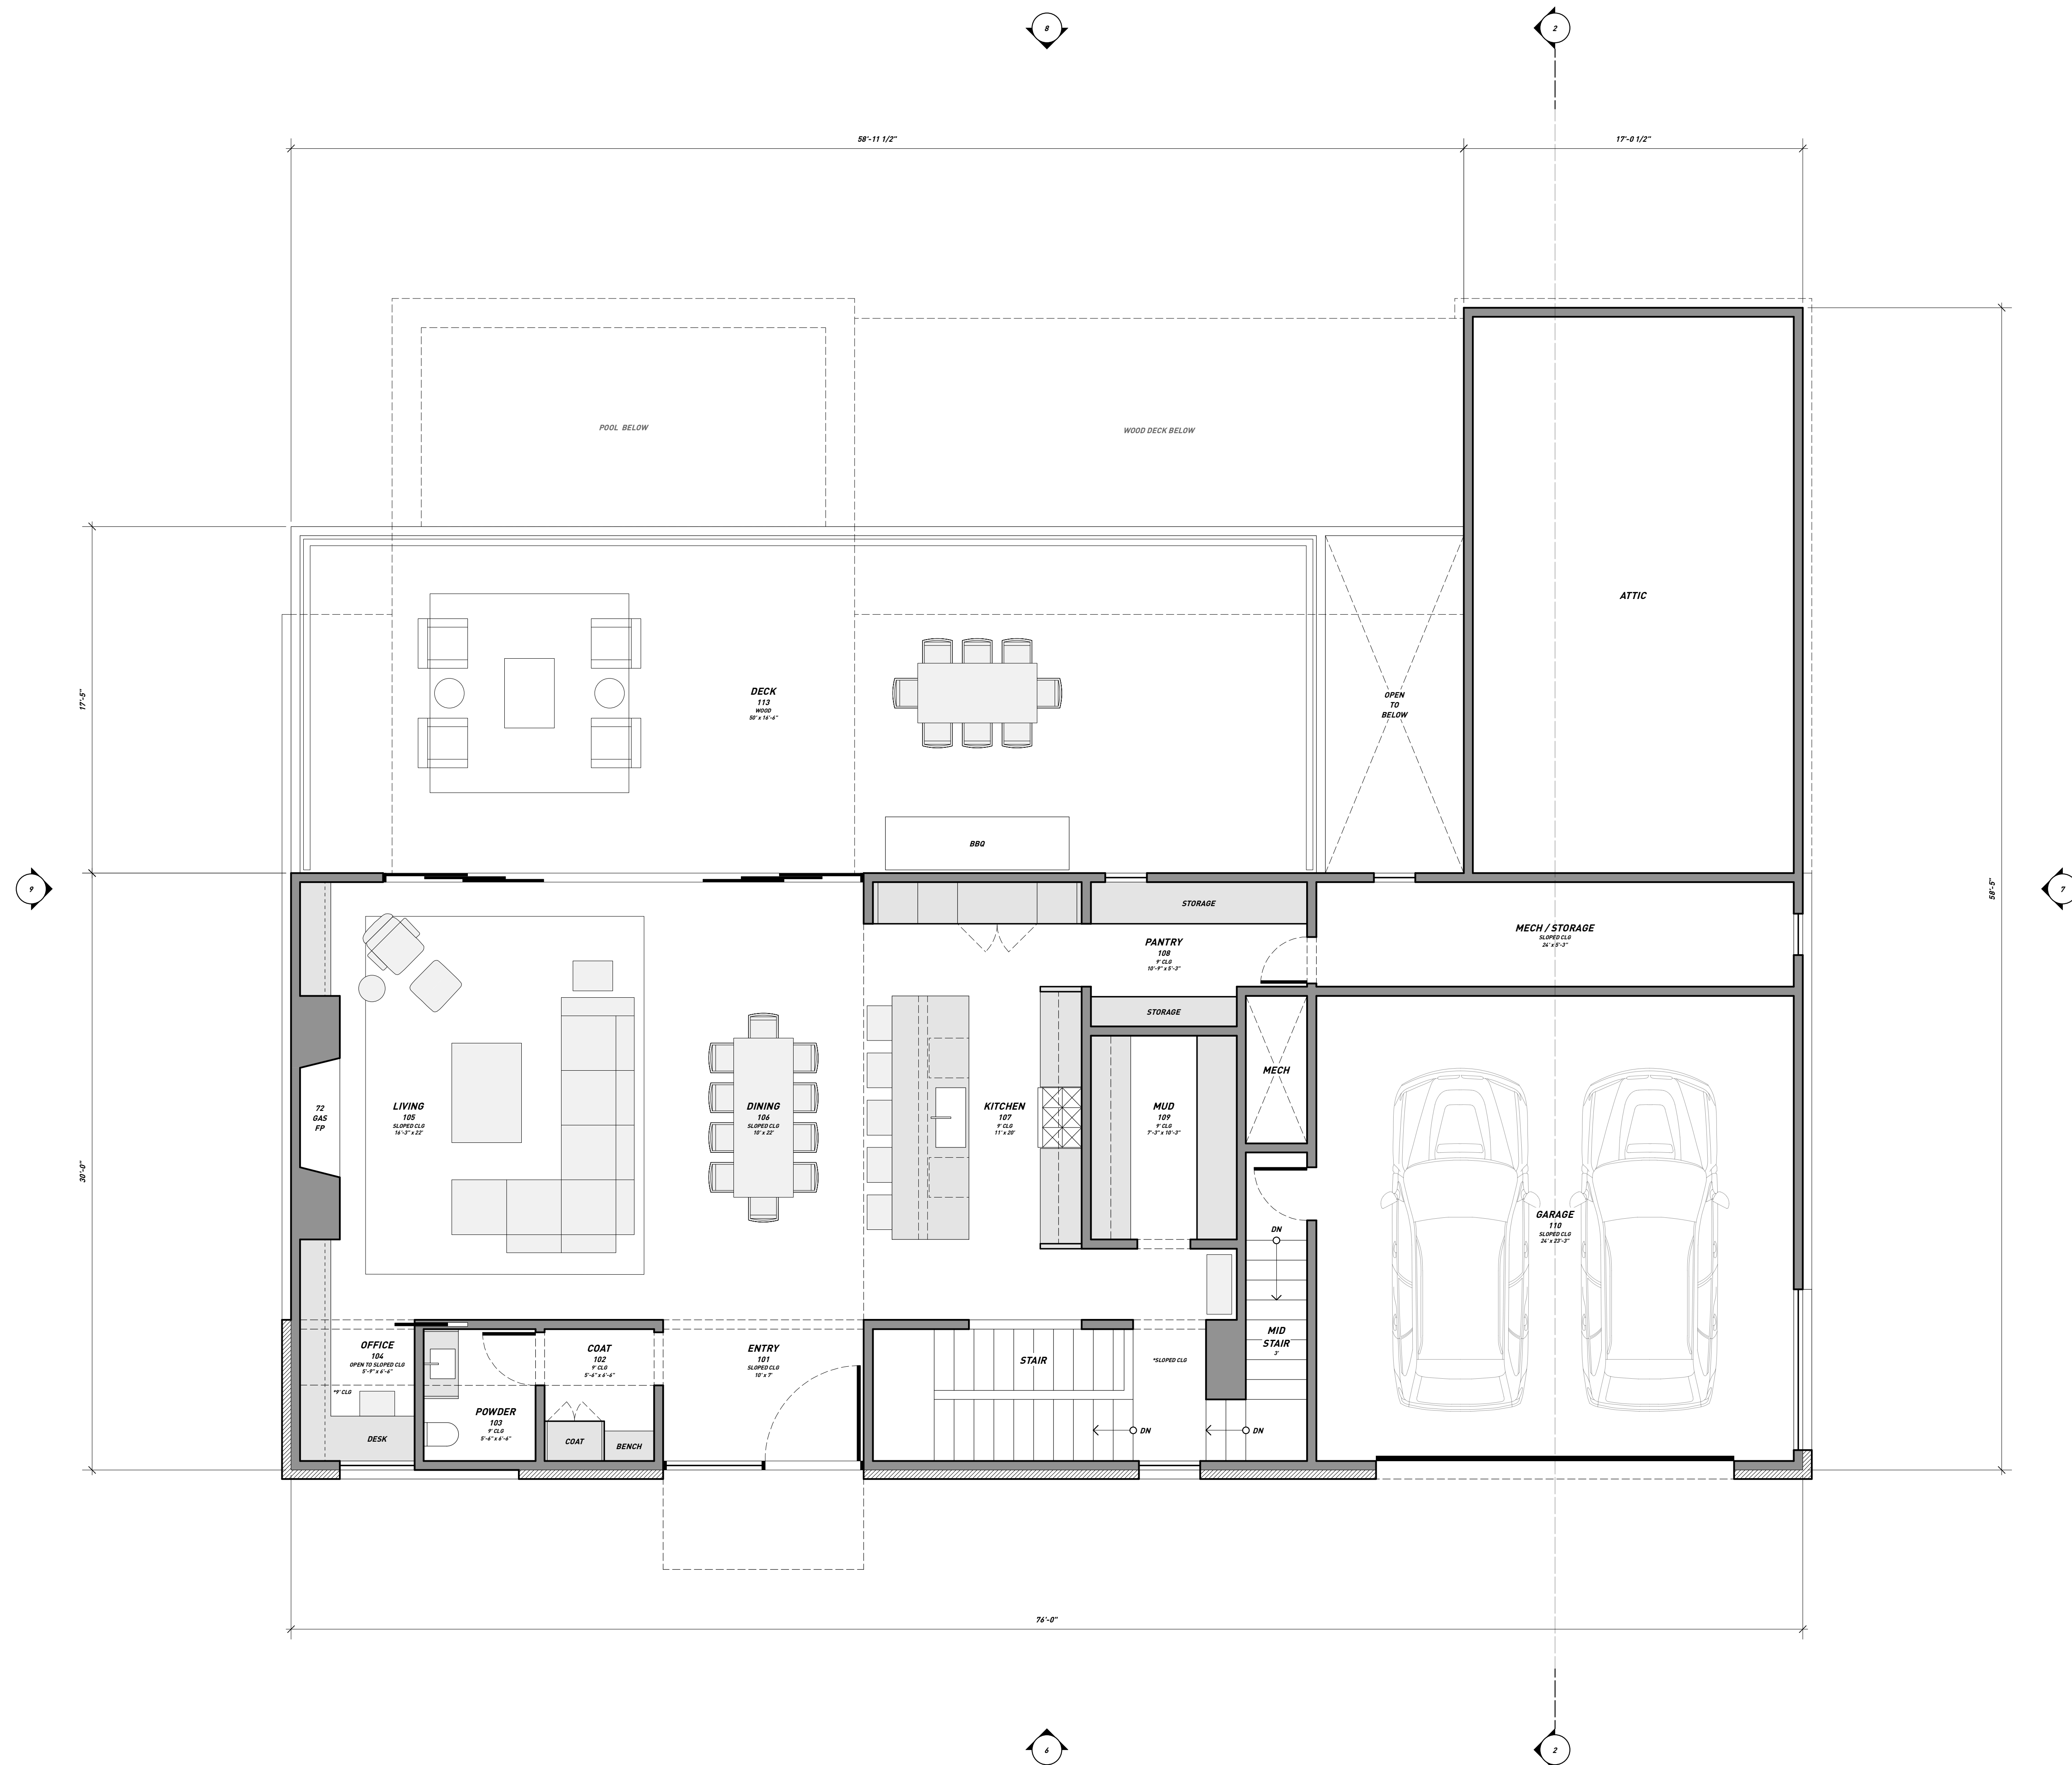 8
2
58'-11 1/2"
17'-0 1/2"
POOL BELOW
WOOD DECK BELOW
ATTIC
17'-5"
DECK
113
WOOD
50' x 16'-6"
OPEN
TO
BELOW
BBQ
9
7
58'-5"
STORAGE
PANTRY
108
9' CLG
10'-9" x 5'-3"
MECH / STORAGE
SLOPED CLG
24' x 5'-3"
STORAGE
MECH
72
GAS
FP
LIVING
105
SLOPED CLG
16'-3" x 22'
DINING
106
SLOPED CLG
10' x 22'
KITCHEN
107
9' CLG
11' x 20'
MUD
109
9' CLG
7'-3" x 10'-3"
30'-0"
GARAGE
110
SLOPED CLG
24' x 23'-3"
DN
MID
STAIR
3'
OFFICE
104
OPEN TO SLOPED CLG
5'-9" x 6'-6"
*9' CLG
DESK
COAT
102
9' CLG
5'-6" x 6'-6"
ENTRY
101
SLOPED CLG
10' x 7'
STAIR
*SLOPED CLG
POWDER
103
9' CLG
5'-6" x 6'-6"
COAT
BENCH
DN
DN
76'-0"
6
2